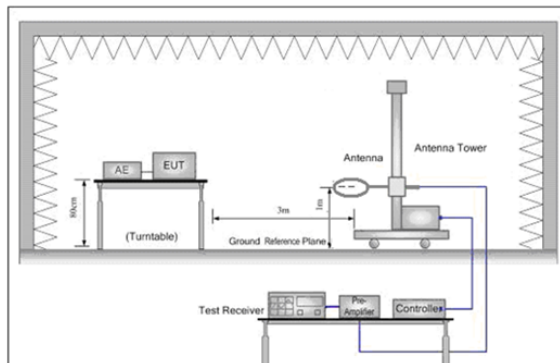 AE
EUT
80cm
(Turntable)
3m
Ground Reference Plane
1m
Antenna
Antenna Tower
Test Receiver
Pre-
Amplifier
Controller